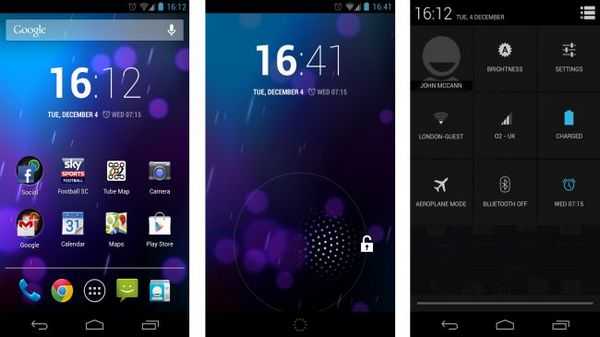 16:12
Google
16:12
TUE, DECEMBER 4 WED 07:15
sky
SPORTS
FOOTBALL
Social
Football SC
Tube Map
Camera
31
Google
Calendar
Maps
Play Store
16:41
16:41
TUE, DECEMBER 4 WED 07:15
16:12 TUE, 4 DECEMBER
A
JOHN MCCANN
BRIGHTNESS
SETTINGS
LONDON-GUEST
O2 - UK
CHARGED
AEROPLANE MODE
BLUETOOTH OFF
WED 07:15